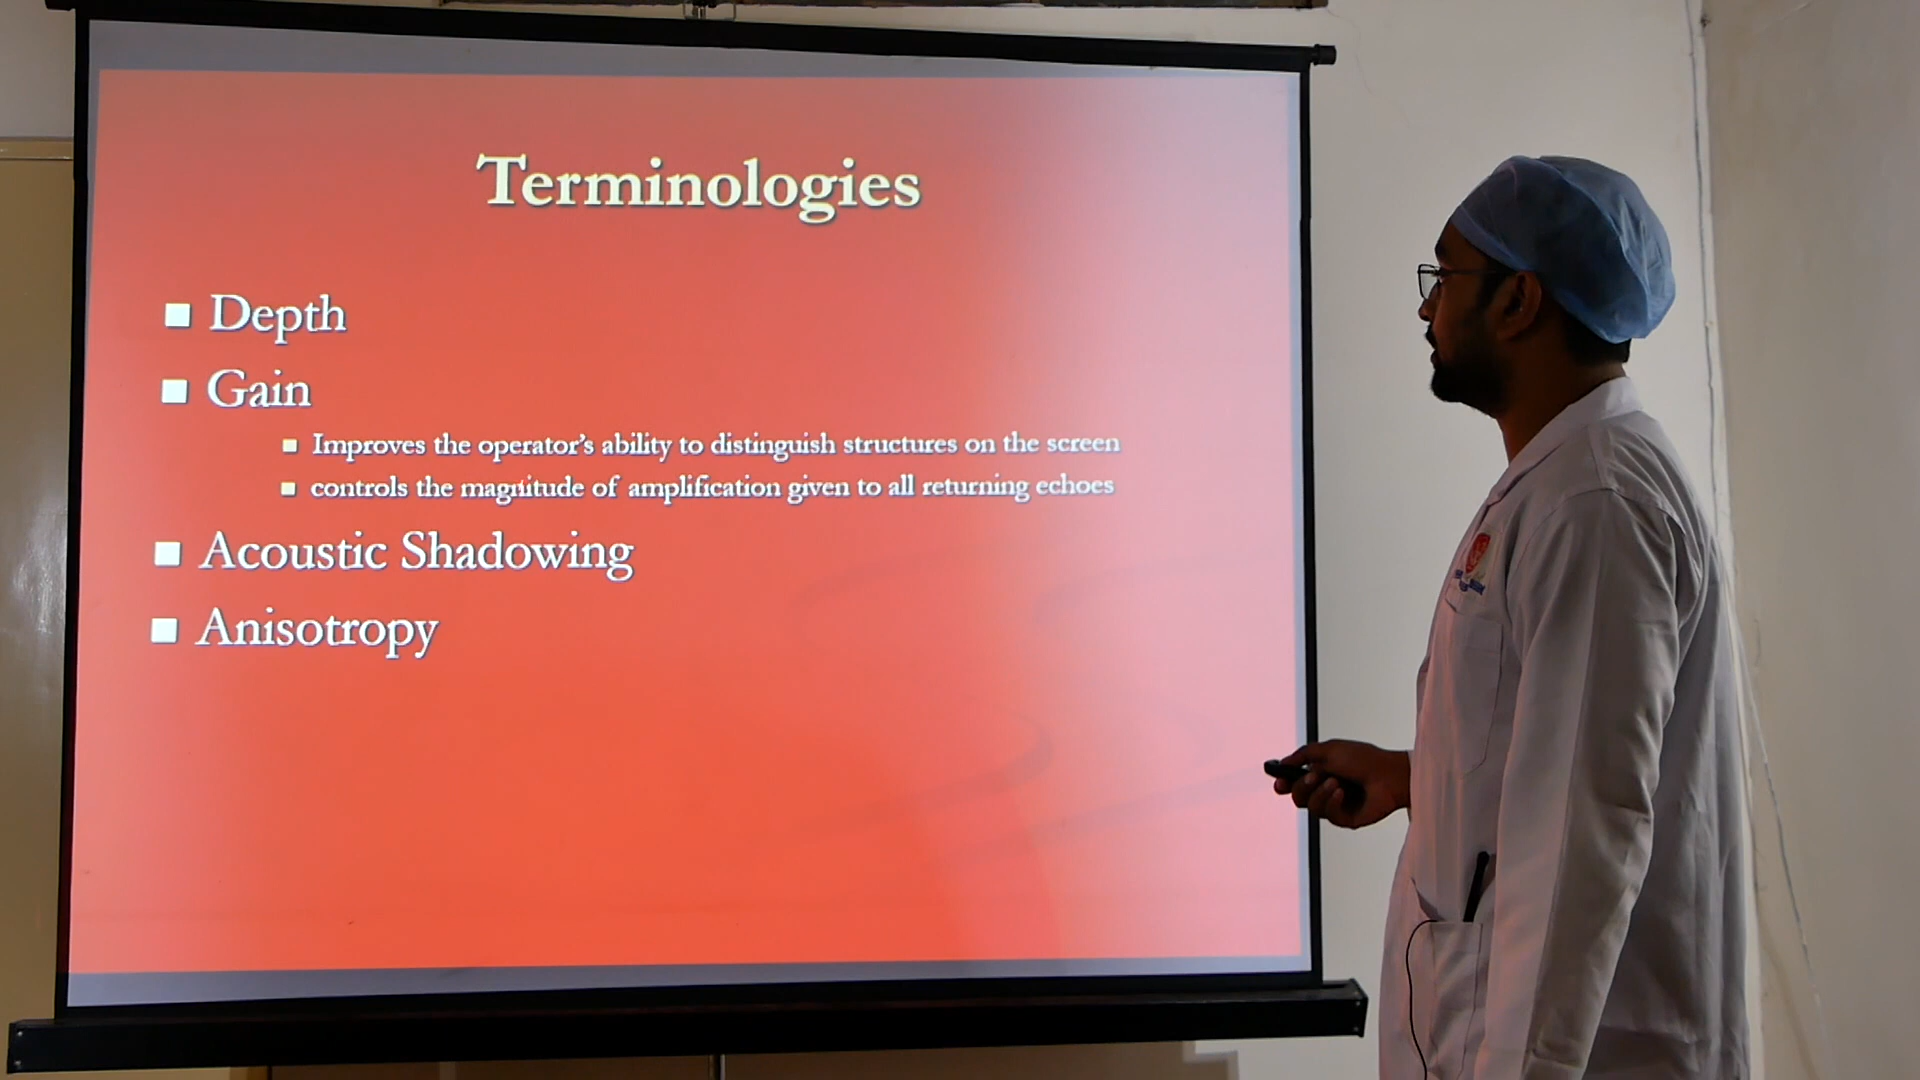 Terminologies
Depth
Gain
Improves the operator's ability to distinguish structures on the screen
controls the magnitude of amplification given to all returning echoes
Acoustic Shadowing
Anisotropy